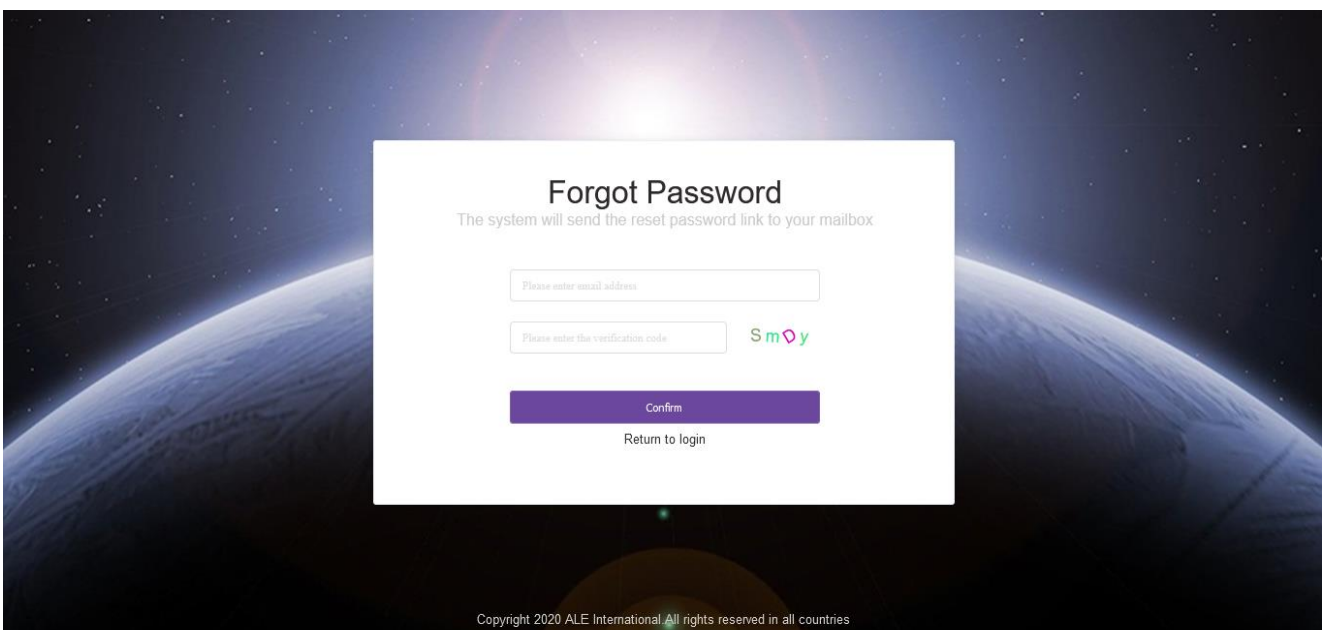 Forgot Password
The system will send the reset password link to your mailbox
Please enter email address
Please enter the verification code
SmDy
Confirm
Return to login
Copyright 2020 ALE International.All rights reserved in all countries